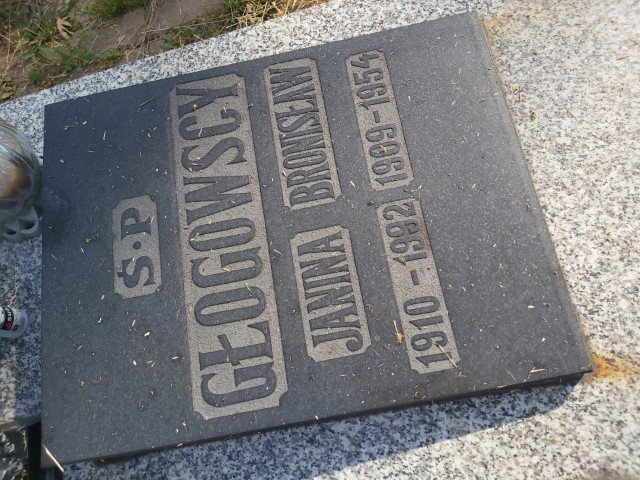 Ś.P
GŁOGOWSCY
JANINA BRONISŁAW
1910-1992 1909-1954